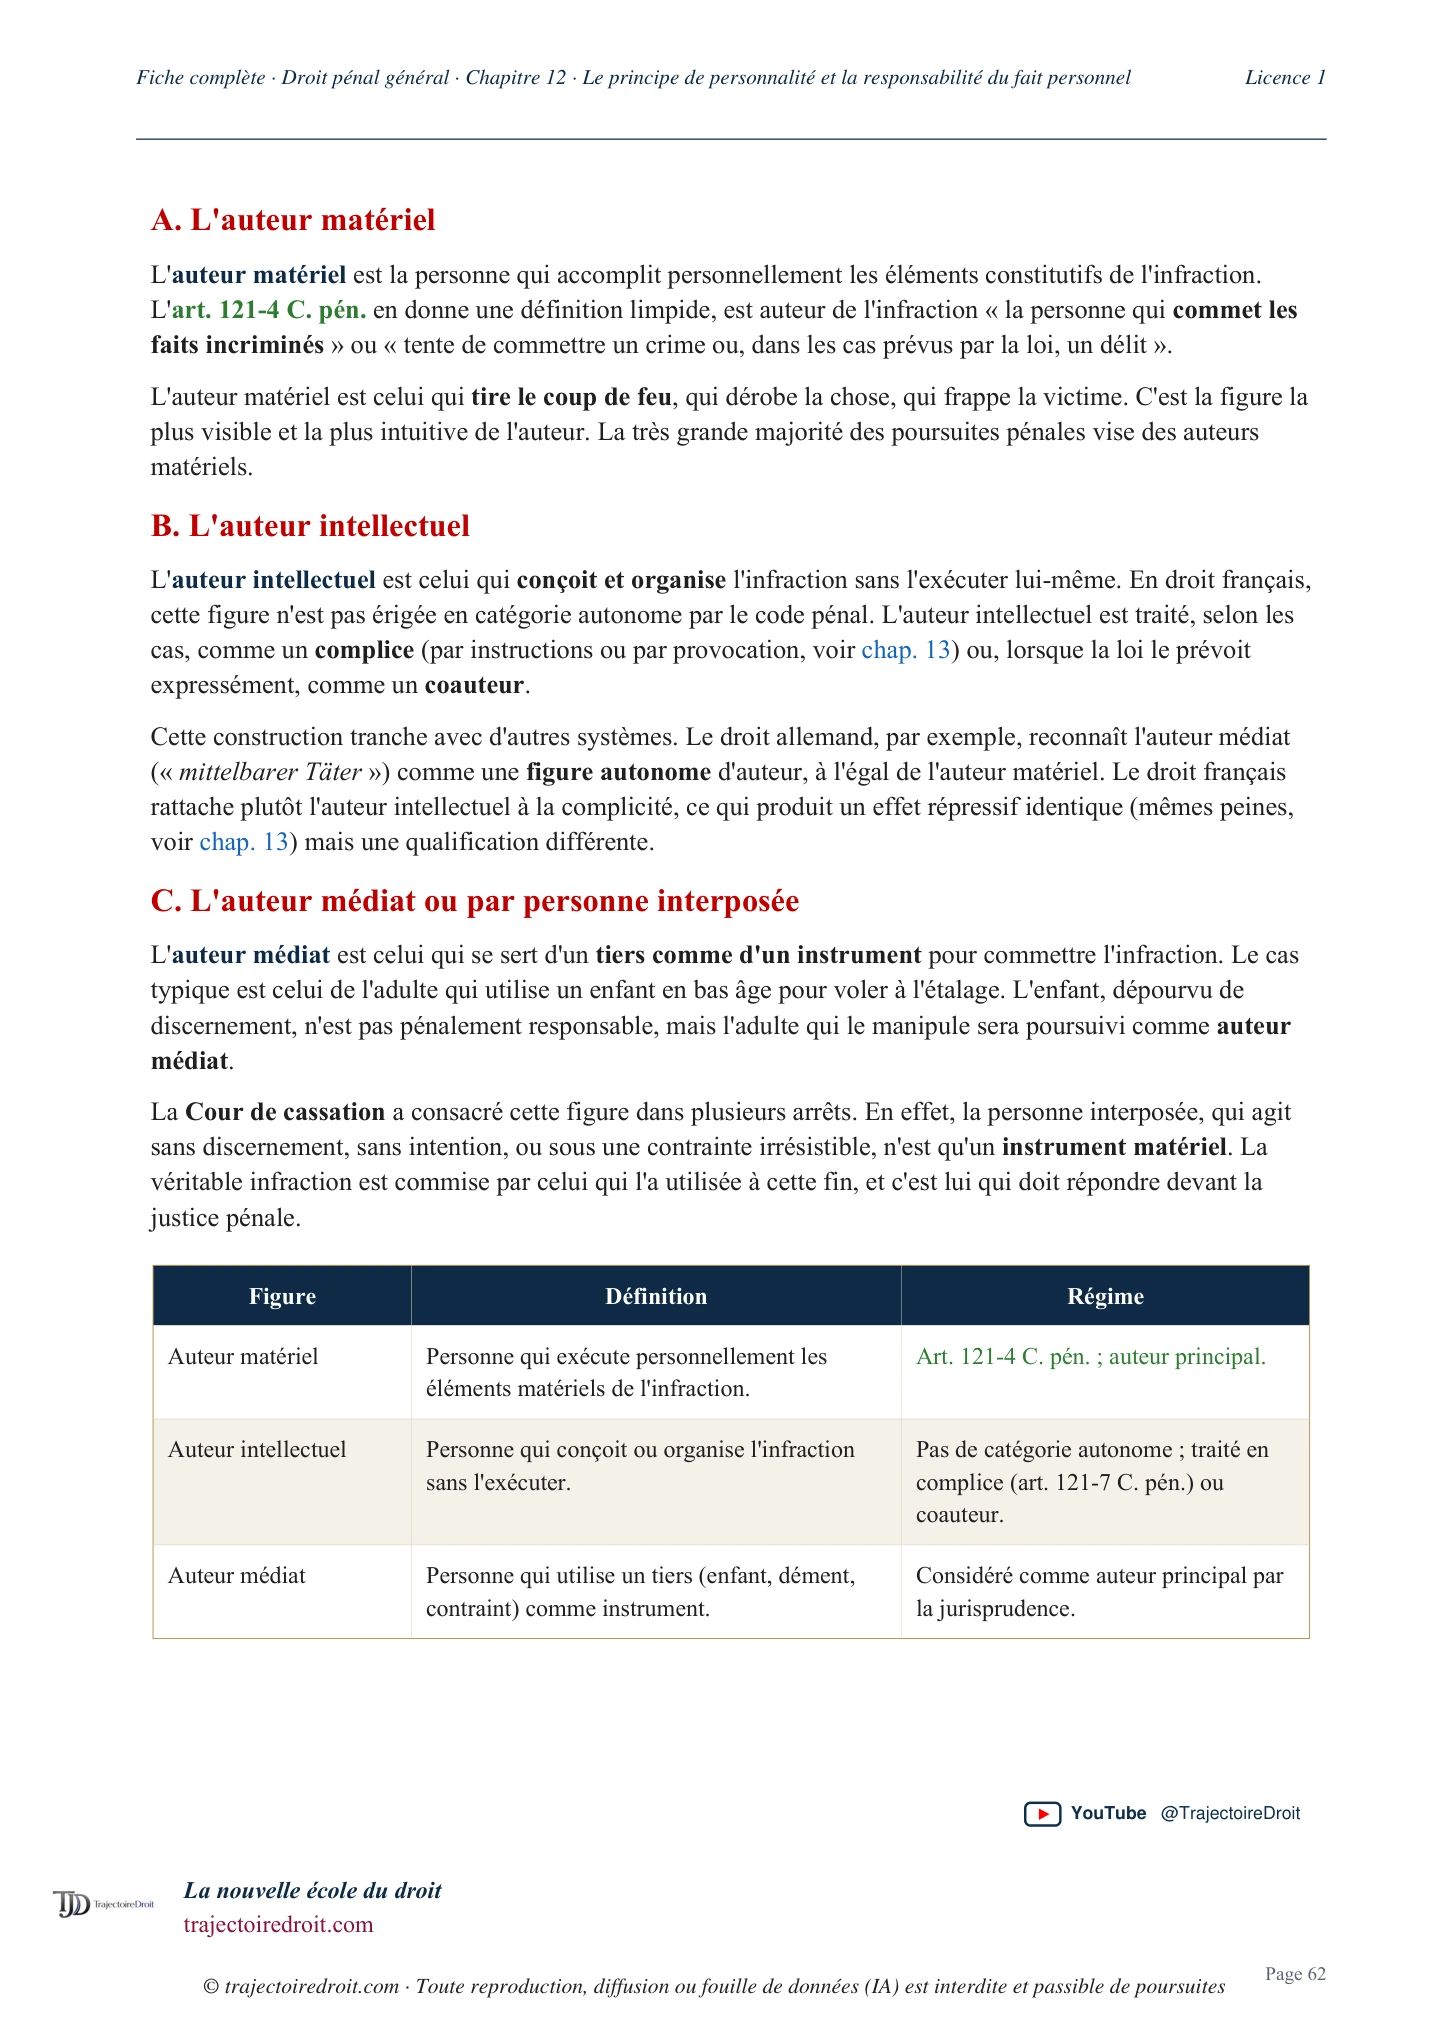 Fiche complète · Droit pénal général · Chapitre 12 · Le principe de personnalité et la responsabilité du fait personnel Licence 1
A. L'auteur matériel
L'auteur matériel est la personne qui accomplit personnellement les éléments constitutifs de l'infraction.
L'art. 121-4 C. pén. en donne une définition limpide, est auteur de l'infraction « la personne qui commet les
faits incriminés » ou « tente de commettre un crime ou, dans les cas prévus par la loi, un délit ».
L'auteur matériel est celui qui tire le coup de feu, qui dérobe la chose, qui frappe la victime. C'est la figure la
plus visible et la plus intuitive de l'auteur. La très grande majorité des poursuites pénales vise des auteurs
matériels.
B. L'auteur intellectuel
L'auteur intellectuel est celui qui conçoit et organise l'infraction sans l'exécuter lui-même. En droit français,
cette figure n'est pas érigée en catégorie autonome par le code pénal. L'auteur intellectuel est traité, selon les
cas, comme un complice (par instructions ou par provocation, voir chap. 13) ou, lorsque la loi le prévoit
expressément, comme un coauteur.
Cette construction tranche avec d'autres systèmes. Le droit allemand, par exemple, reconnaît l'auteur médiat
(« mittelbarer Täter ») comme une figure autonome d'auteur, à l'égal de l'auteur matériel. Le droit français
rattache plutôt l'auteur intellectuel à la complicité, ce qui produit un effet répressif identique (mêmes peines,
voir chap. 13) mais une qualification différente.
C. L'auteur médiat ou par personne interposée
L'auteur médiat est celui qui se sert d'un tiers comme d'un instrument pour commettre l'infraction. Le cas
typique est celui de l'adulte qui utilise un enfant en bas âge pour voler à l'étalage. L'enfant, dépourvu de
discernement, n'est pas pénalement responsable, mais l'adulte qui le manipule sera poursuivi comme auteur
médiat.
La Cour de cassation a consacré cette figure dans plusieurs arrêts. En effet, la personne interposée, qui agit
sans discernement, sans intention, ou sous une contrainte irrésistible, n'est qu'un instrument matériel. La
véritable infraction est commise par celui qui l'a utilisée à cette fin, et c'est lui qui doit répondre devant la
justice pénale.
Figure Définition Régime
Auteur matériel Personne qui exécute personnellement les Art. 121-4 C. pén. ; auteur principal.
éléments matériels de l'infraction.
Auteur intellectuel Personne qui conçoit ou organise l'infraction Pas de catégorie autonome ; traité en
sans l'exécuter. complice (art. 121-7 C. pén.) ou
coauteur.
Auteur médiat Personne qui utilise un tiers (enfant, dément, Considéré comme auteur principal par
contraint) comme instrument. la jurisprudence.
YouTube @TrajectoireDroit
La nouvelle école du droit
TJD TrajectoireDroit
trajectoiredroit.com
© trajectoiredroit.com · Toute reproduction, diffusion ou fouille de données (IA) est interdite et passible de poursuites Page 62